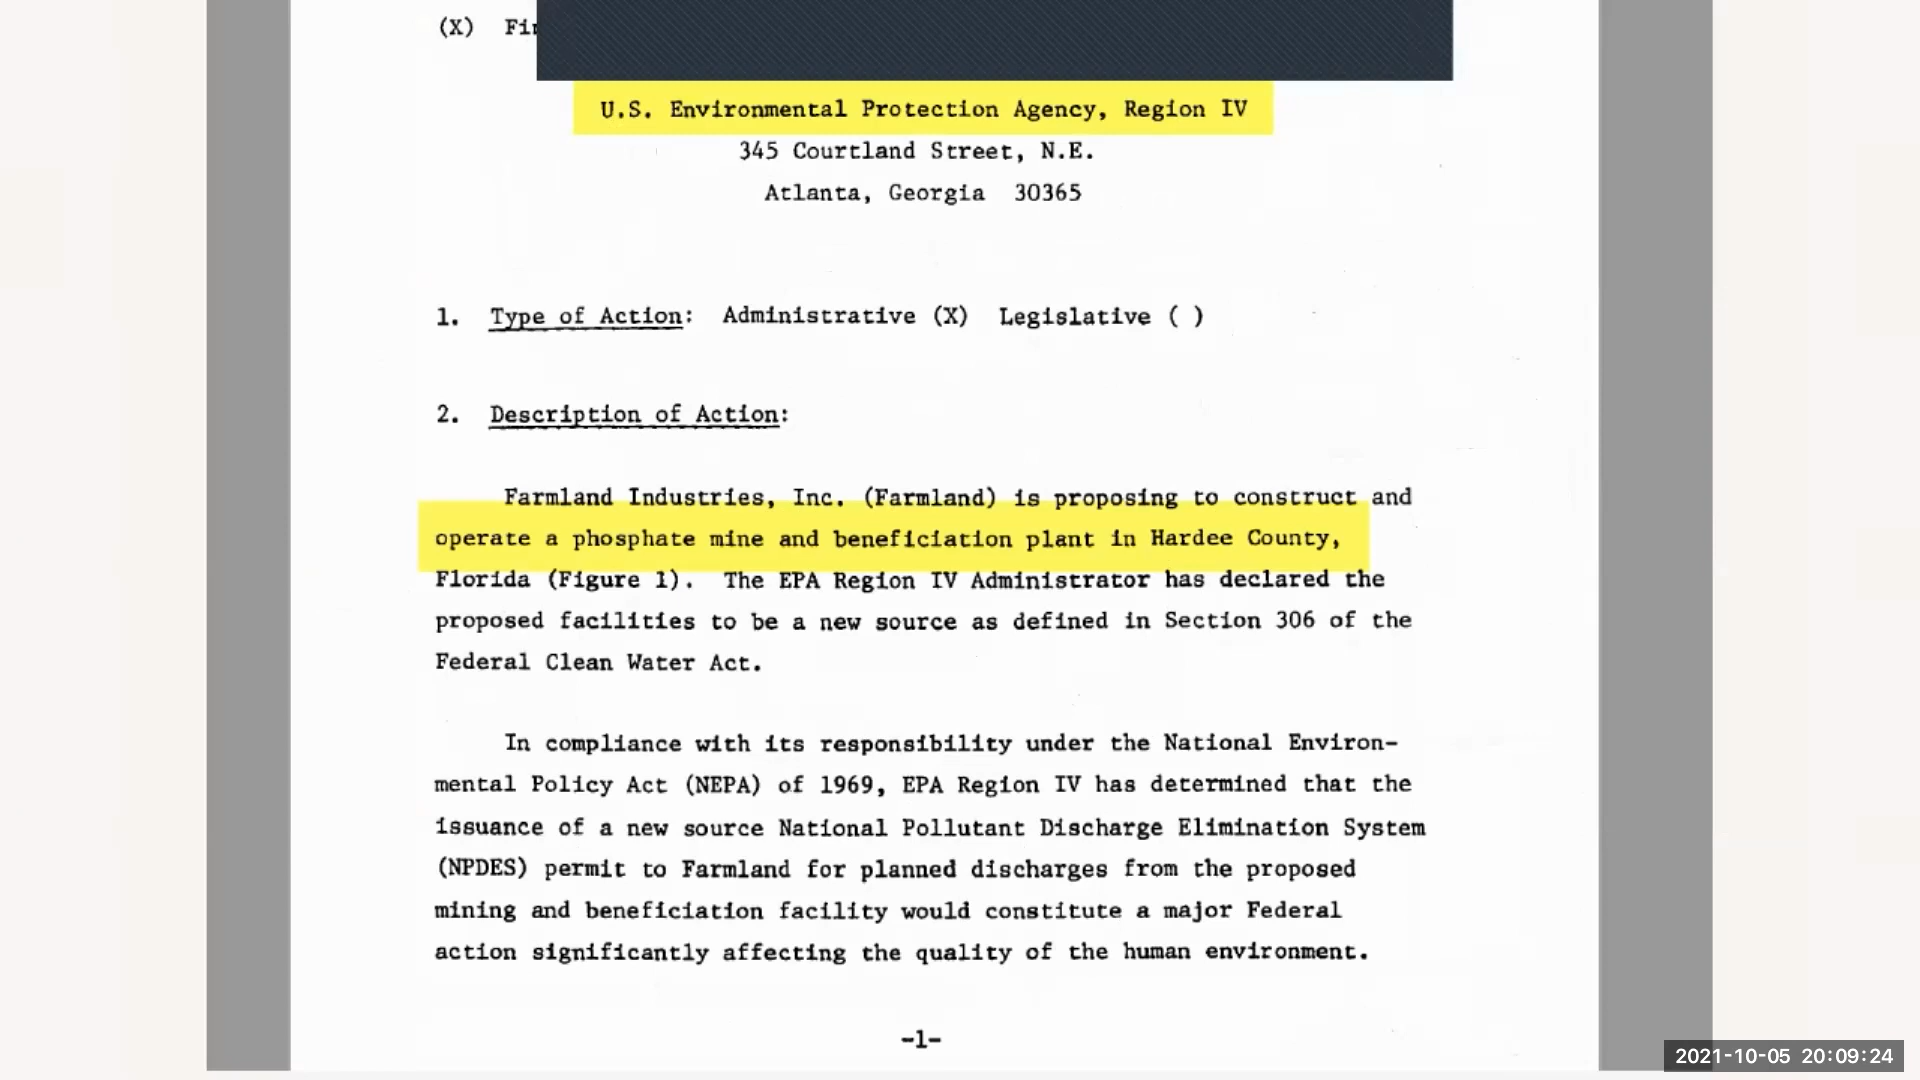 (X)
U.S. Environmental Protection Agency, Region IV
345 Courtland Street, N.E.
Atlanta, Georgia 30365
1. Type of Action: Administrative (X) Legislative ( )
2. Description of Action:
Farmland Industries, Inc. (Farmland) is proposing to construct and
operate a phosphate mine and beneficiation plant in Hardee County,
Florida (Figure 1). The EPA Region IV Administrator has declared the
proposed facilities to be a new source as defined in Section 306 of the
Federal Clean Water Act.
In compliance with its responsibility under the National Environ-
mental Policy Act (NEPA) of 1969, EPA Region IV has determined that the
issuance of a new source National Pollutant Discharge Elimination System
(NPDES) permit to Farmland for planned discharges from the proposed
mining and beneficiation facility would constitute a major Federal
action significantly affecting the quality of the human environment.
-1-
2021-10-05 20:09:24